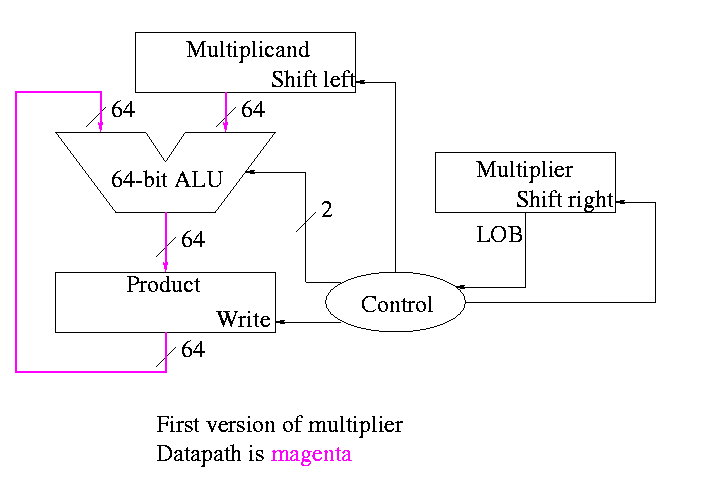 Multiplicand
Shift left
64
64
64-bit ALU
2
Multiplier
Shift right
LOB
64
Product
Write
Control
64
First version of multiplier
Datapath is magenta